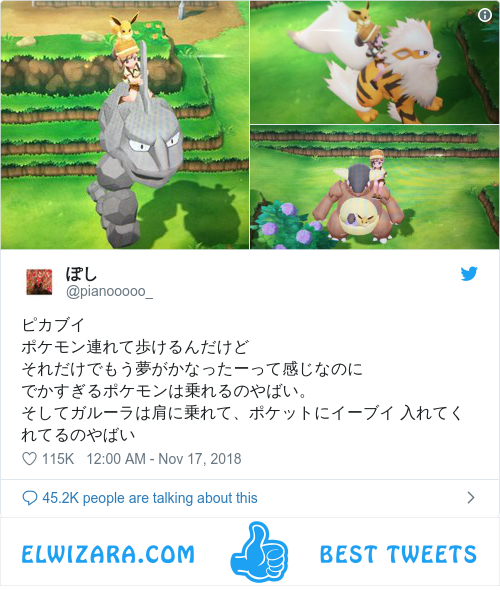 ぽし
@pianooooo_
ピカブイ
ポケモン連れて歩けるんだけど
それだけでもう夢がかなったーって感じなのに
でかすぎるポケモンは乗れるのやばい。
そしてガルーラは肩に乗れて、ポケットにイーブイ 入れてく
れてるのやばい
115K 12:00 AM - Nov 17, 2018
45.2K people are talking about this
ELWIZARA.COM BEST TWEETS